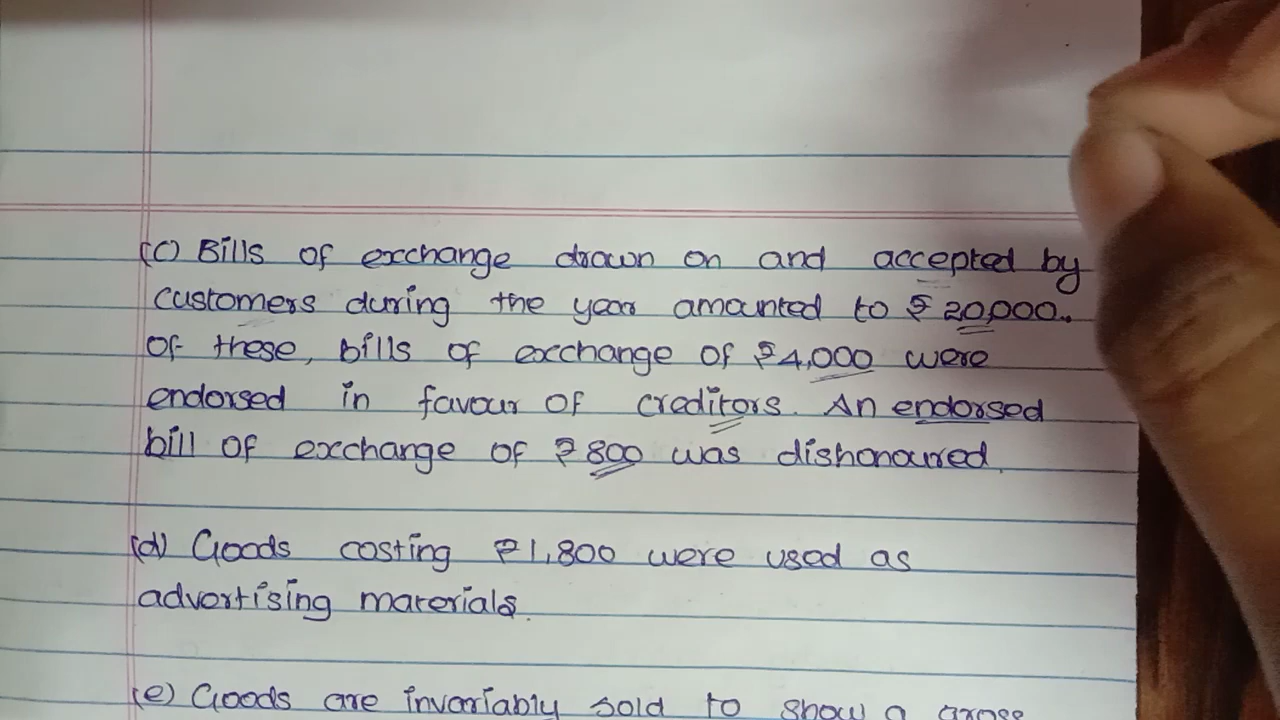 (c) Bills of exchange drawn on and accepted by
customers during the year amounted to ₹ 20,000.
Of these, bills of exchange of ₹4,000 were
endorsed in favour of creditors. An endorsed
bill of exchange of ₹800 was dishonoured.
(d) Goods costing ₹1,800 were used as
advertising materials.
(e) Goods are invariably sold to show a gross